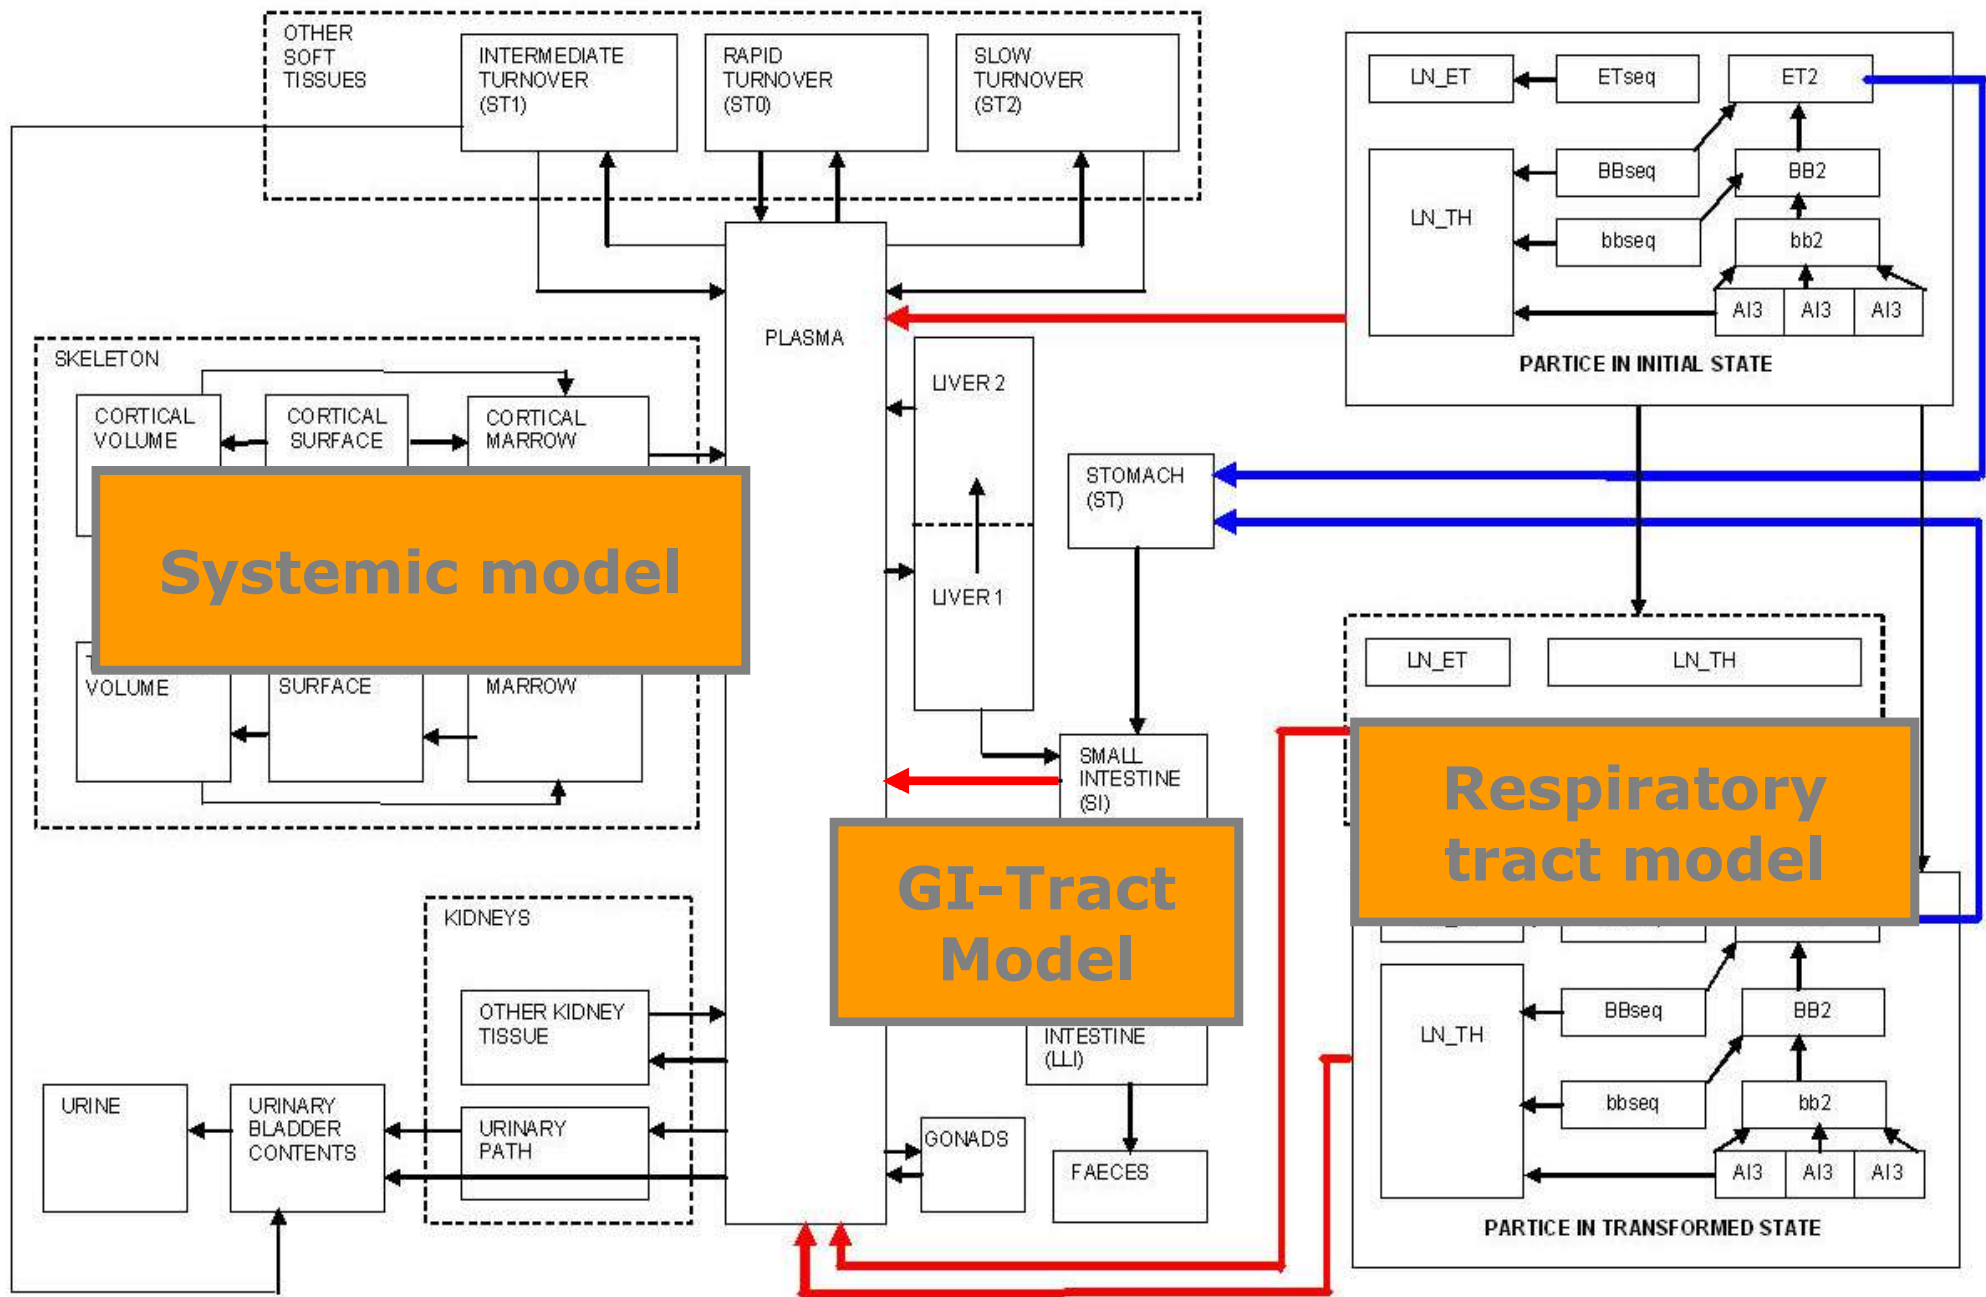 OTHER
SOFT
TISSUES
INTERMEDIATE
TURNOVER
(ST1)
RAPID
TURNOVER
(ST0)
SLOW
TURNOVER
(ST2)
LN_ET
ETseq
ET2
LN_TH
BBseq
BB2
bbseq
bb2
AI3
AI3
AI3
PARTICE IN INITIAL STATE
PLASMA
SKELETON
CORTICAL
VOLUME
CORTICAL
SURFACE
CORTICAL
MARROW
Systemic model
VOLUME
SURFACE
MARROW
LIVER 2
LIVER 1
STOMACH
(ST)
SMALL
INTESTINE
(SI)
GI-Tract
Model
INTESTINE
(LLI)
FAECES
GONADS
KIDNEYS
OTHER KIDNEY
TISSUE
URINARY
PATH
URINARY
BLADDER
CONTENTS
URINE
LN_ET
LN_TH
Respiratory
tract model
LN_TH
BBseq
BB2
bbseq
bb2
AI3
AI3
AI3
PARTICE IN TRANSFORMED STATE